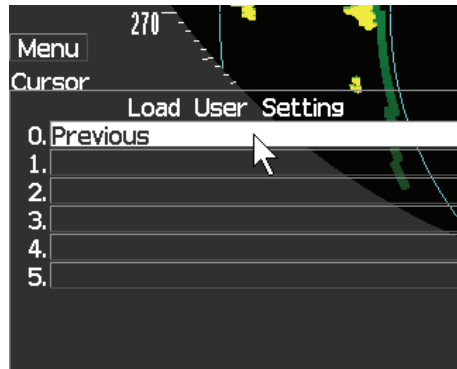 270
Menu
Cursor
Load User Setting
0. Previous
1.
2.
3.
4.
5.